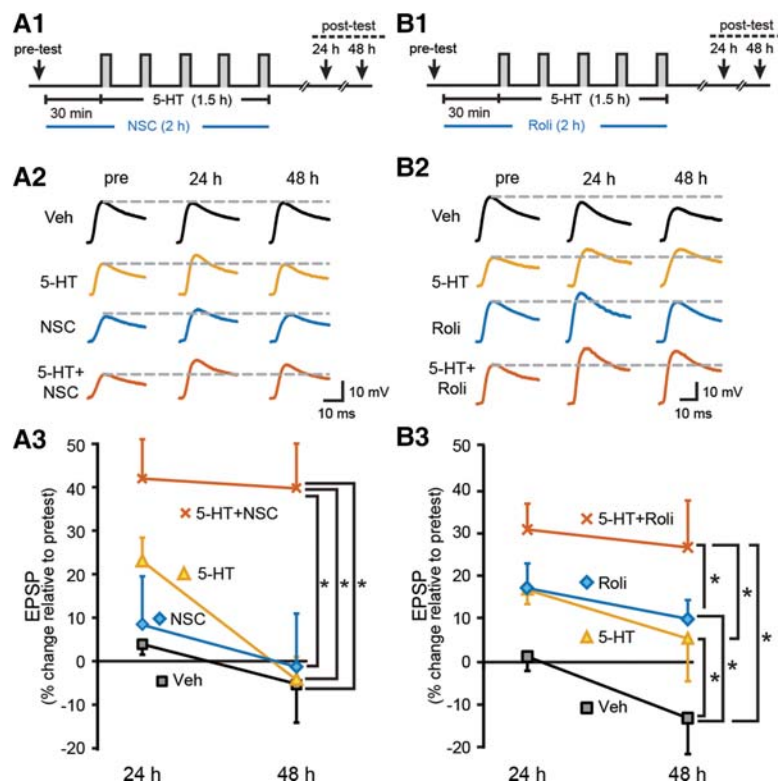 A1
post-test
pre-test
24 h
48 h
5-HT (1.5 h)
30 min
NSC (2 h)
B1
post-test
pre-test
24 h
48 h
5-HT (1.5 h)
30 min
Roli (2 h)
A2
pre
24 h
48 h
Veh
5-HT
NSC
5-HT+
NSC
10 mV
10 ms
B2
pre
24 h
48 h
Veh
5-HT
Roli
5-HT+
Roli
10 mV
10 ms
A3
EPSP
(% change relative to pretest)
50
40
30
20
10
0
-10
-20
5-HT+NSC
5-HT
NSC
Veh
* * *
24 h
48 h
B3
EPSP
(% change relative to pretest)
50
40
30
20
10
0
-10
-20
5-HT+Roli
Roli
5-HT
Veh
*
*
*
*
*
24 h
48 h